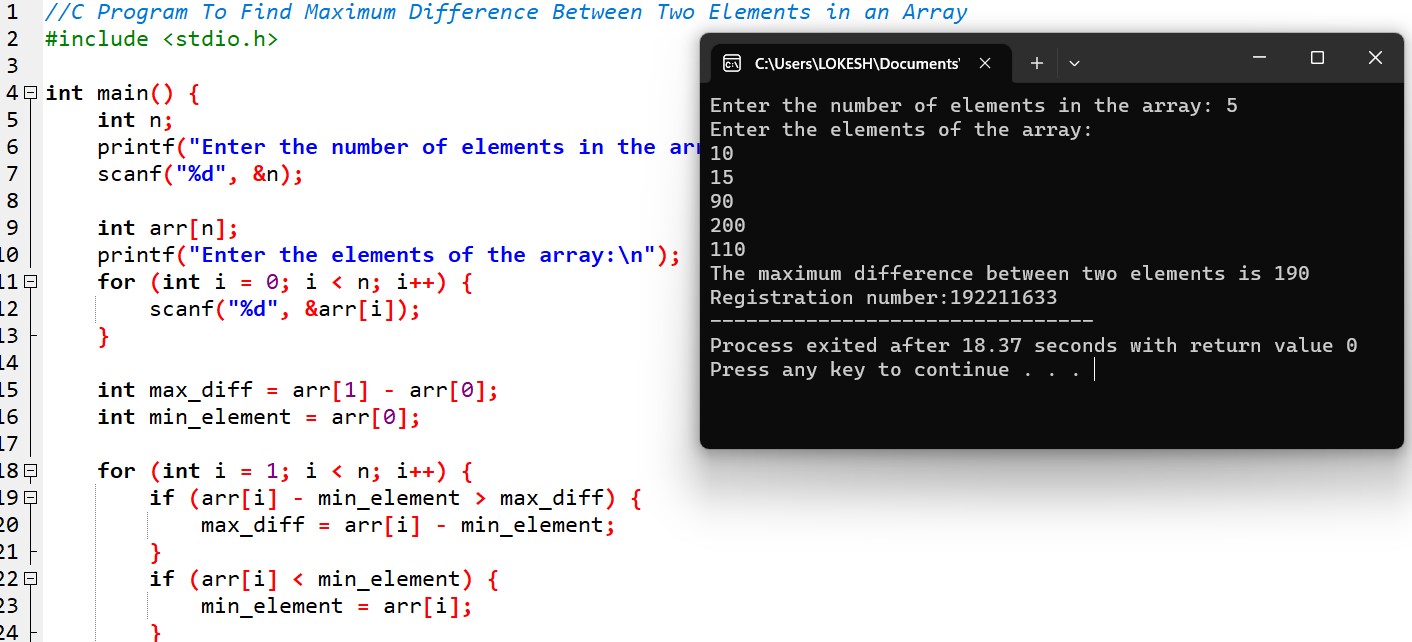 1 //C Program To Find Maximum Difference Between Two Elements in an Array
2 #include <stdio.h>
3
4 int main() {
5 int n;
6 printf("Enter the number of elements in the ar
7 scanf("%d", &n);
8
9 int arr[n];
10 printf("Enter the elements of the array:\n");
11 for (int i = 0; i < n; i++) {
12 scanf("%d", &arr[i]);
13 }
14
15 int max_diff = arr[1] - arr[0];
16 int min_element = arr[0];
17
18 for (int i = 1; i < n; i++) {
19 if (arr[i] - min_element > max_diff) {
20 max_diff = arr[i] - min_element;
21 }
22 if (arr[i] < min_element) {
23 min_element = arr[i];
24 }
C:\Users\LOKESH\Documents'
Enter the number of elements in the array: 5
Enter the elements of the array:
10
15
90
200
110
The maximum difference between two elements is 190
Registration number:192211633
--------------------------------
Process exited after 18.37 seconds with return value 0
Press any key to continue . . .